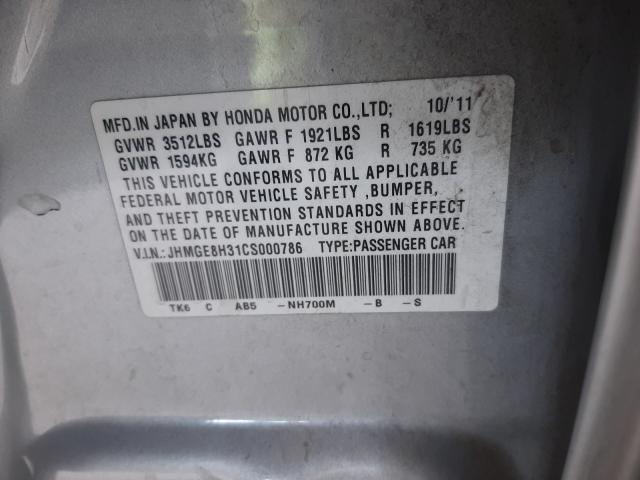 MFD.IN JAPAN BY HONDA MOTOR CO.,LTD; 10/'11
GVWR 3512LBS GAWR F 1921LBS R 1619LBS
GVWR 1594KG GAWR F 872 KG R 735 KG
THIS VEHICLE CONFORMS TO ALL APPLICABLE
FEDERAL MOTOR VEHICLE SAFETY ,BUMPER,
AND THEFT PREVENTION STANDARDS IN EFFECT
ON THE DATE OF MANUFACTURE SHOWN ABOVE.
V.I.N.:JHMGE8H31CS000786 TYPE:PASSENGER CAR
TK6 C AB5 -NH700M -B -S